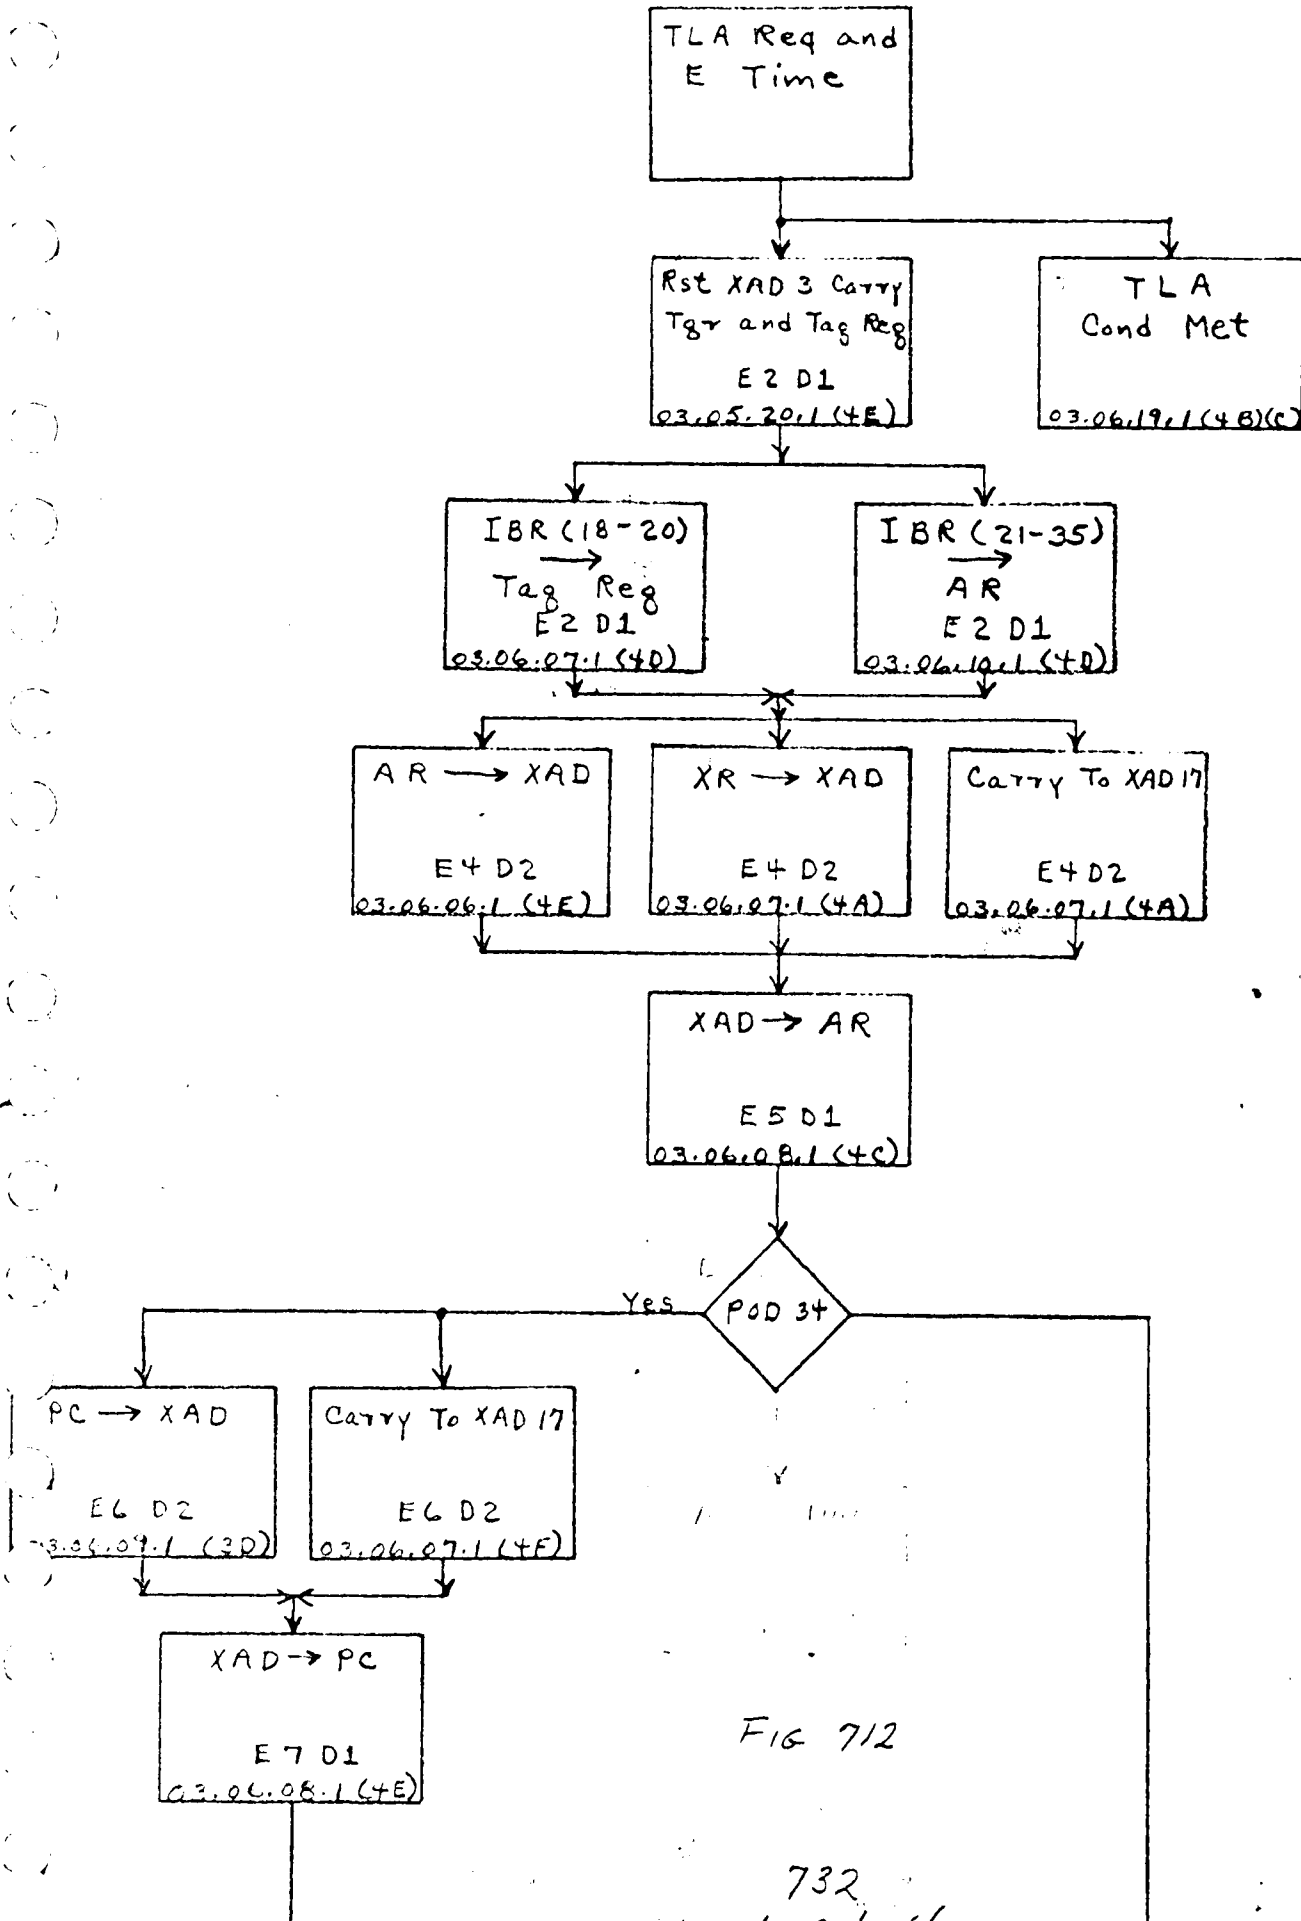 TLA Req and
E Time
Rst XAD 3 Carry
Tgr and Tag Reg
E2 D1
03.05.20.1 (4E)
TLA
Cond Met
03.06.19.1 (4B)(C)
IBR (18-20)
→
Tag Reg
E2 D1
03.06.07.1 (4D)
IBR (21-35)
→
AR
E2 D1
03.06.10.1 (4D)
AR → XAD
E4 D2
03.06.06.1 (4E)
XR → XAD
E4 D2
03.06.07.1 (4A)
Carry To XAD 17
E4 D2
03.06.07.1 (4A)
XAD → AR
E5 D1
03.06.08.1 (4C)
Yes
POD 34
PC → XAD
E6 D2
3.06.09.1 (3D)
Carry To XAD 17
E6 D2
03.06.07.1 (4F)
XAD → PC
E7 D1
03.06.08.1 (4E)
FIG 712
732